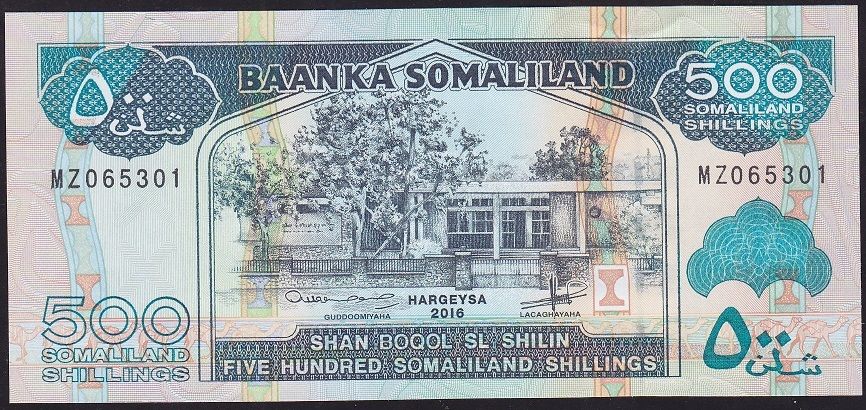 BAANKA SOMALILAND
٥٠٠
شلن
500
SOMALILAND
SHILLINGS
MZ065301
MZ065301
HARGEYSA
2016
GUDDOOMIYAHA
LACAGHAYAHA
500
SOMALILAND
SHILLINGS
SHAN BOQOL SL SHILIN
FIVE HUNDRED SOMALILAND SHILLINGS
٥٠٠
شلن